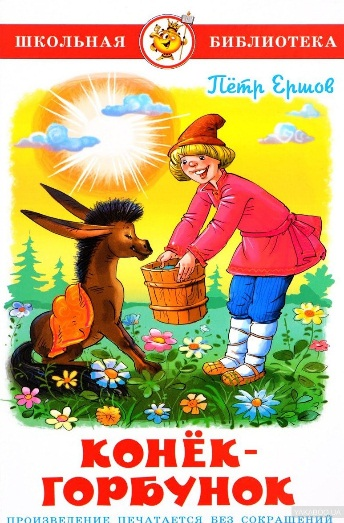 ШКОЛЬНАЯ БИБЛИОТЕКА
Пётр Ершов
КОНЁК-
ГОРБУНОК
ПРОИЗВЕДЕНИЕ ПЕЧАТАЕТСЯ БЕЗ СОКРАЩЕНИЙ